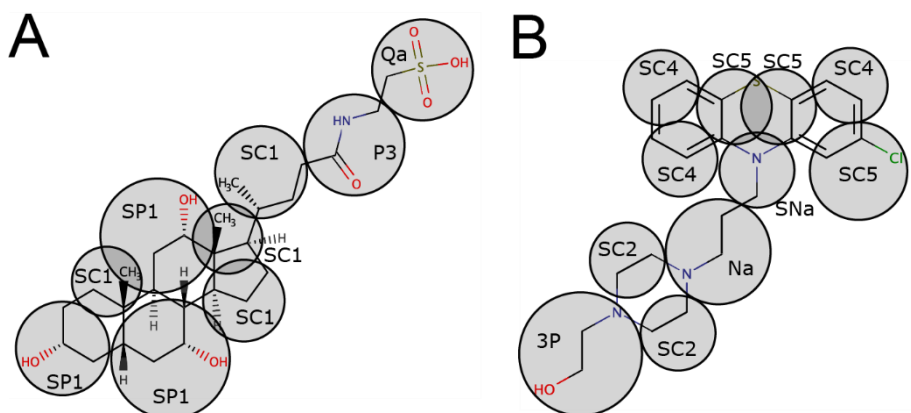 A
Qa
O
S
OH
O
HN
P3
O
SC1
H₃C
SP1
OH
CH₃
H
SC1
SC1
CH₃
H
H
SC1
H
HO
SP1
OH
H
SP1
B
SC5 SC5
SC4
SC4
S
N
Cl
SC4
SC5
SNa
SC2
N
Na
N
3P
SC2
HO